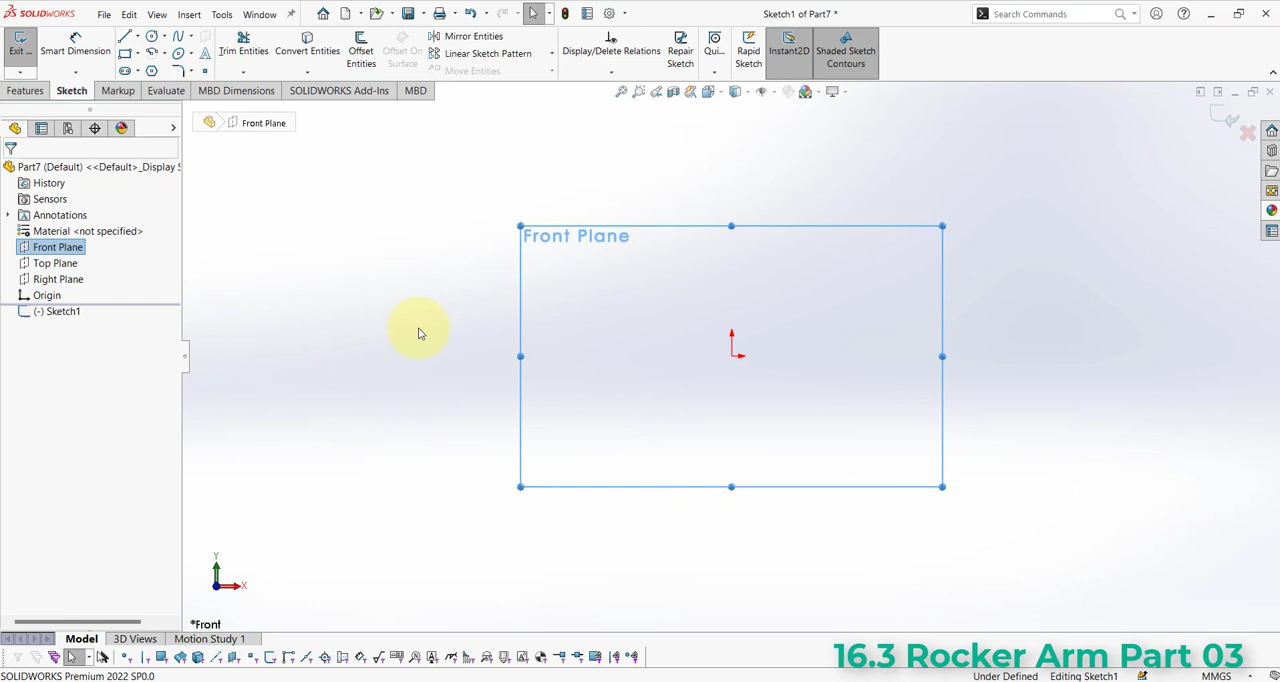 SOLIDWORKS File Edit View Insert Tools Window Sketch1 of Part7 * Search Commands
Exit ... Smart Dimension Trim Entities Convert Entities Offset Entities Offset On Surface Mirror Entities Linear Sketch Pattern Move Entities Display/Delete Relations Repair Sketch Qui... Rapid Sketch Instant2D Shaded Sketch Contours
Features Sketch Markup Evaluate MBD Dimensions SOLIDWORKS Add-Ins MBD
Front Plane
Part7 (Default) <<Default>_Display S
History
Sensors
Annotations
Material <not specified>
Front Plane
Front Plane
Top Plane
Right Plane
Origin
(-) Sketch1
Y
X
*Front
Model 3D Views Motion Study 1
16.3 Rocker Arm Part 03
SOLIDWORKS Premium 2022 SP0.0 Under Defined Editing Sketch1 MMGS